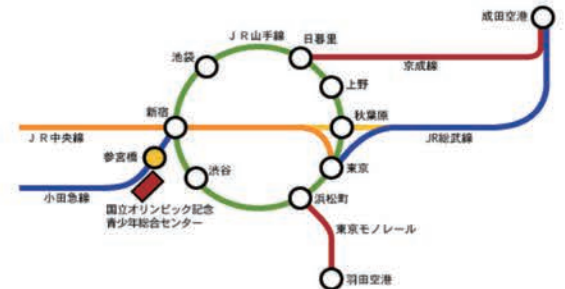 成田空港
JR山手線
日暮里
池袋
京成線
上野
新宿
秋葉原
JR中央線
JR総武線
参宮橋
渋谷
東京
小田急線
浜松町
国立オリンピック記念
青少年総合センター
東京モノレール
羽田空港